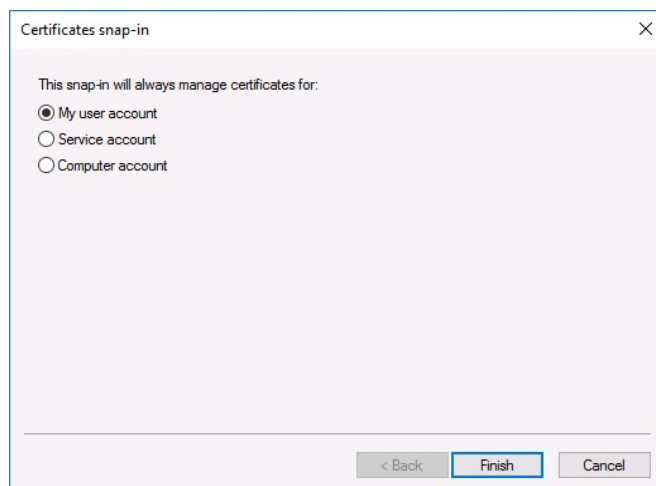 Certificates snap-in
This snap-in will always manage certificates for:
My user account
Service account
Computer account
< Back
Finish
Cancel